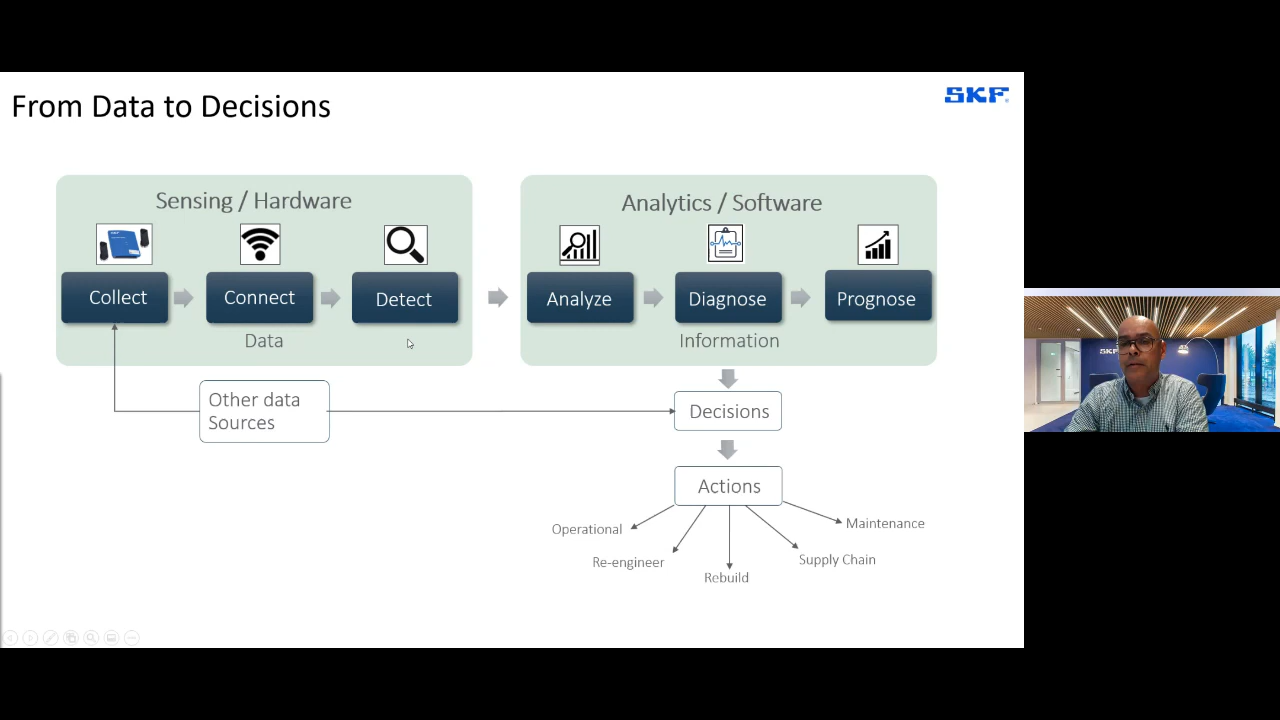 From Data to Decisions
SKF
Sensing / Hardware
Collect
Connect
Detect
Data
Analytics / Software
Analyze
Diagnose
Prognose
Information
Other data
Sources
Decisions
Actions
Operational
Re-engineer
Rebuild
Supply Chain
Maintenance
SKF